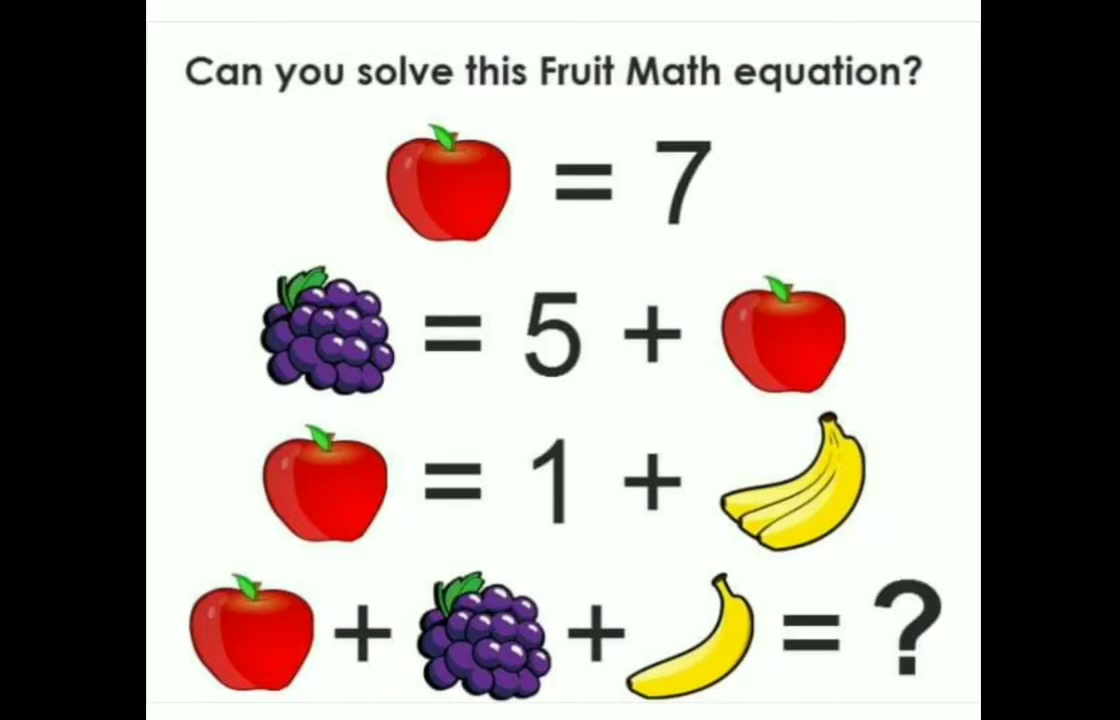 Can you solve this Fruit Math equation?
= 7
= 5 +
= 1 +
+ + = ?